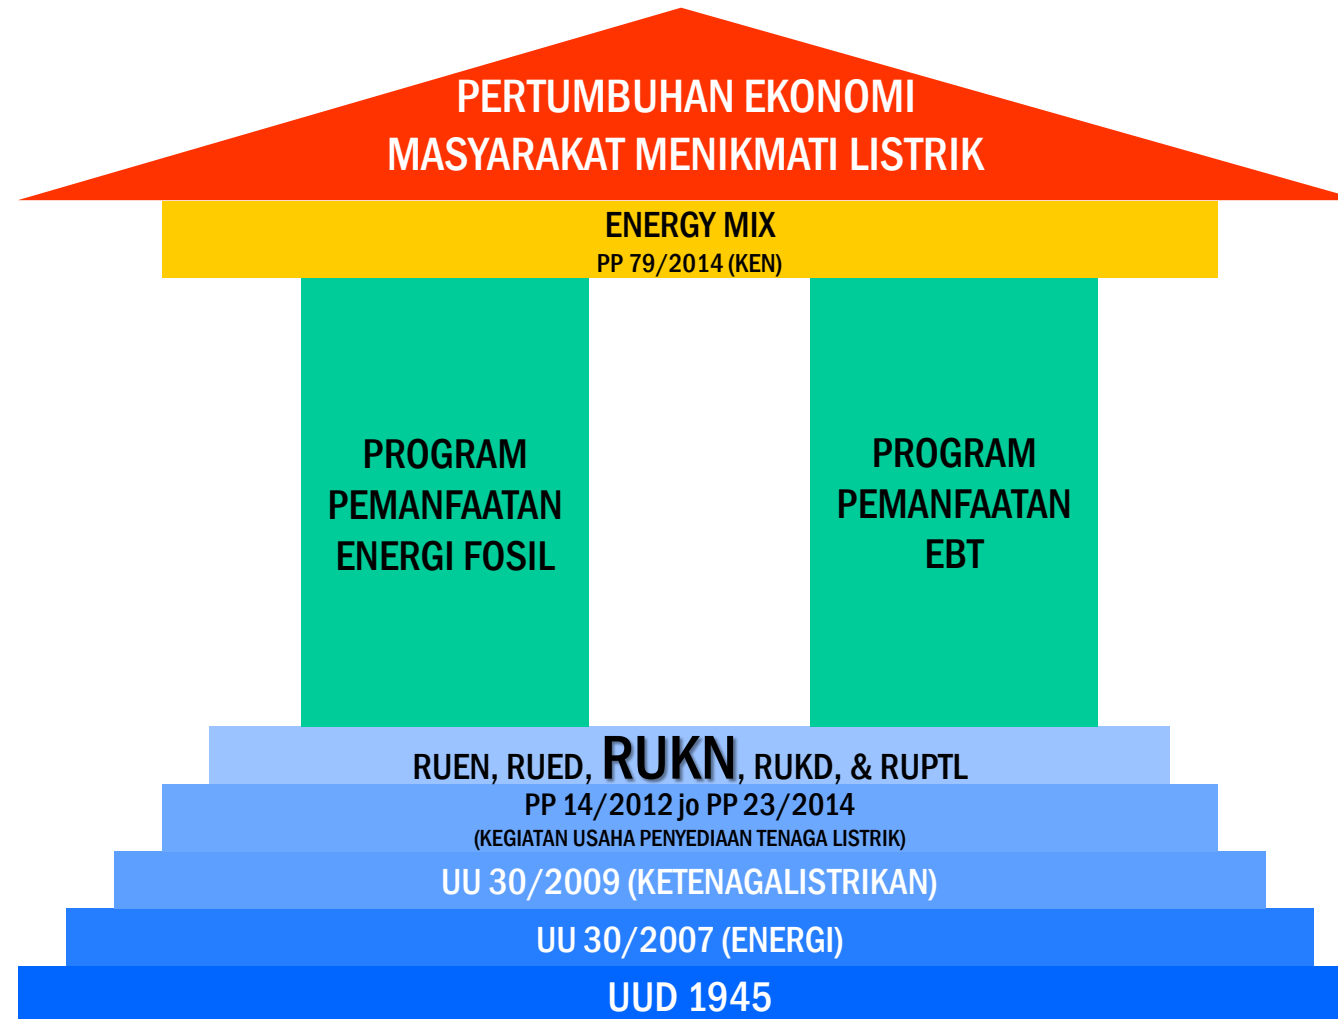 PERTUMBUHAN EKONOMI
MASYARAKAT MENIKMATI LISTRIK
ENERGY MIX
PP 79/2014 (KEN)
PROGRAM
PEMANFAATAN
ENERGI FOSIL
PROGRAM
PEMANFAATAN
EBT
RUEN, RUED, RUKN, RUKD, & RUPTL
PP 14/2012 jo PP 23/2014
(KEGIATAN USAHA PENYEDIAAN TENAGA LISTRIK)
UU 30/2009 (KETENAGALISTRIKAN)
UU 30/2007 (ENERGI)
UUD 1945